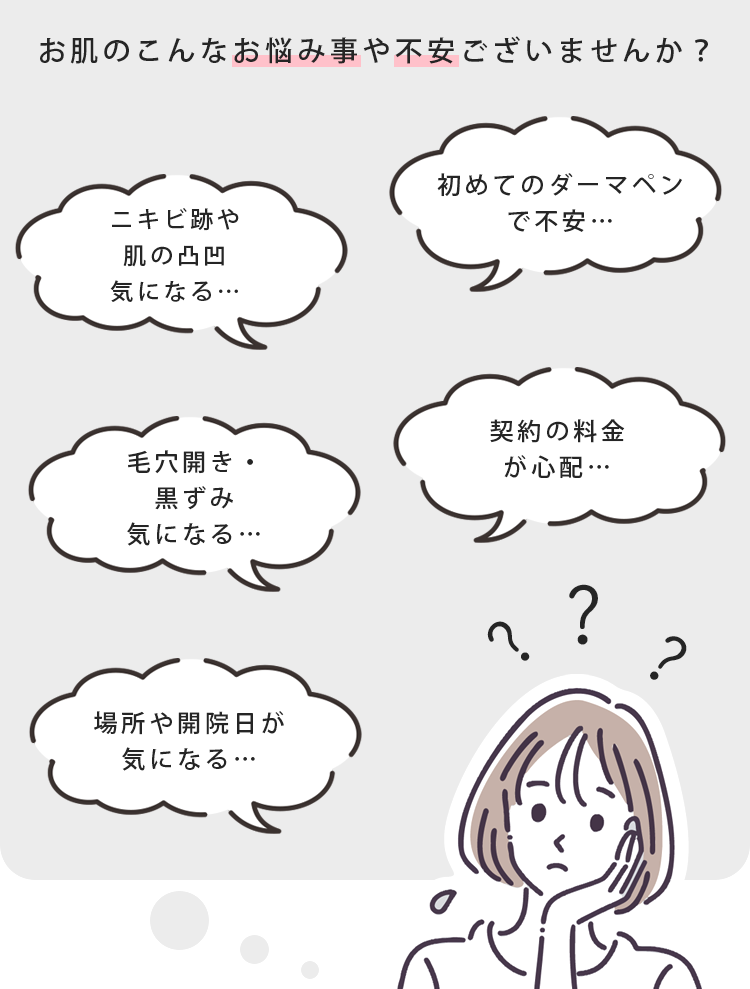 お肌のこんなお悩み事や不安ございませんか？
初めてのダーマペン
で不安…
ニキビ跡や
肌の凸凹
気になる…
契約の料金
が心配…
毛穴開き・
黒ずみ
気になる…
場所や開院日が
気になる…
? ? ?